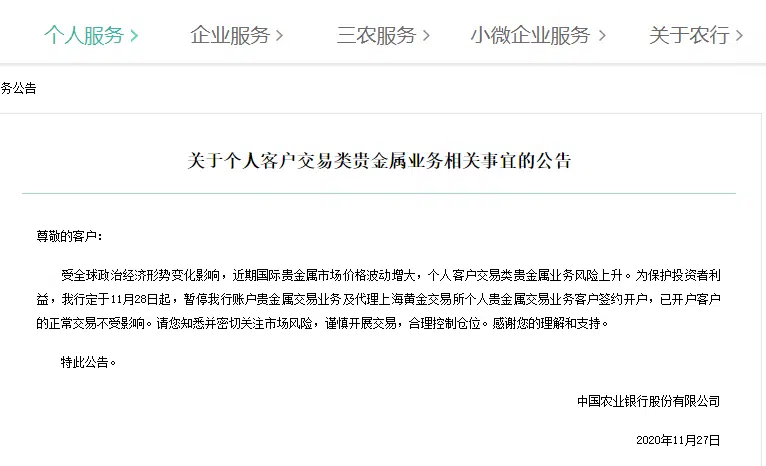 个人服务 > 企业服务 > 三农服务 > 小微企业服务 > 关于农行 >
务公告
关于个人客户交易类贵金属业务相关事宜的公告
尊敬的客户：
受全球政治经济形势变化影响，近期国际贵金属市场价格波动增大，个人客户交易类贵金属业务风险上升。为保护投资者利
益，我行定于11月28日起，暂停我行账户贵金属交易业务及代理上海黄金交易所个人贵金属交易业务客户签约开户，已开户客户
的正常交易不受影响。请您知悉并密切关注市场风险，谨慎开展交易，合理控制仓位。感谢您的理解和支持。
特此公告。
中国农业银行股份有限公司
2020年11月27日